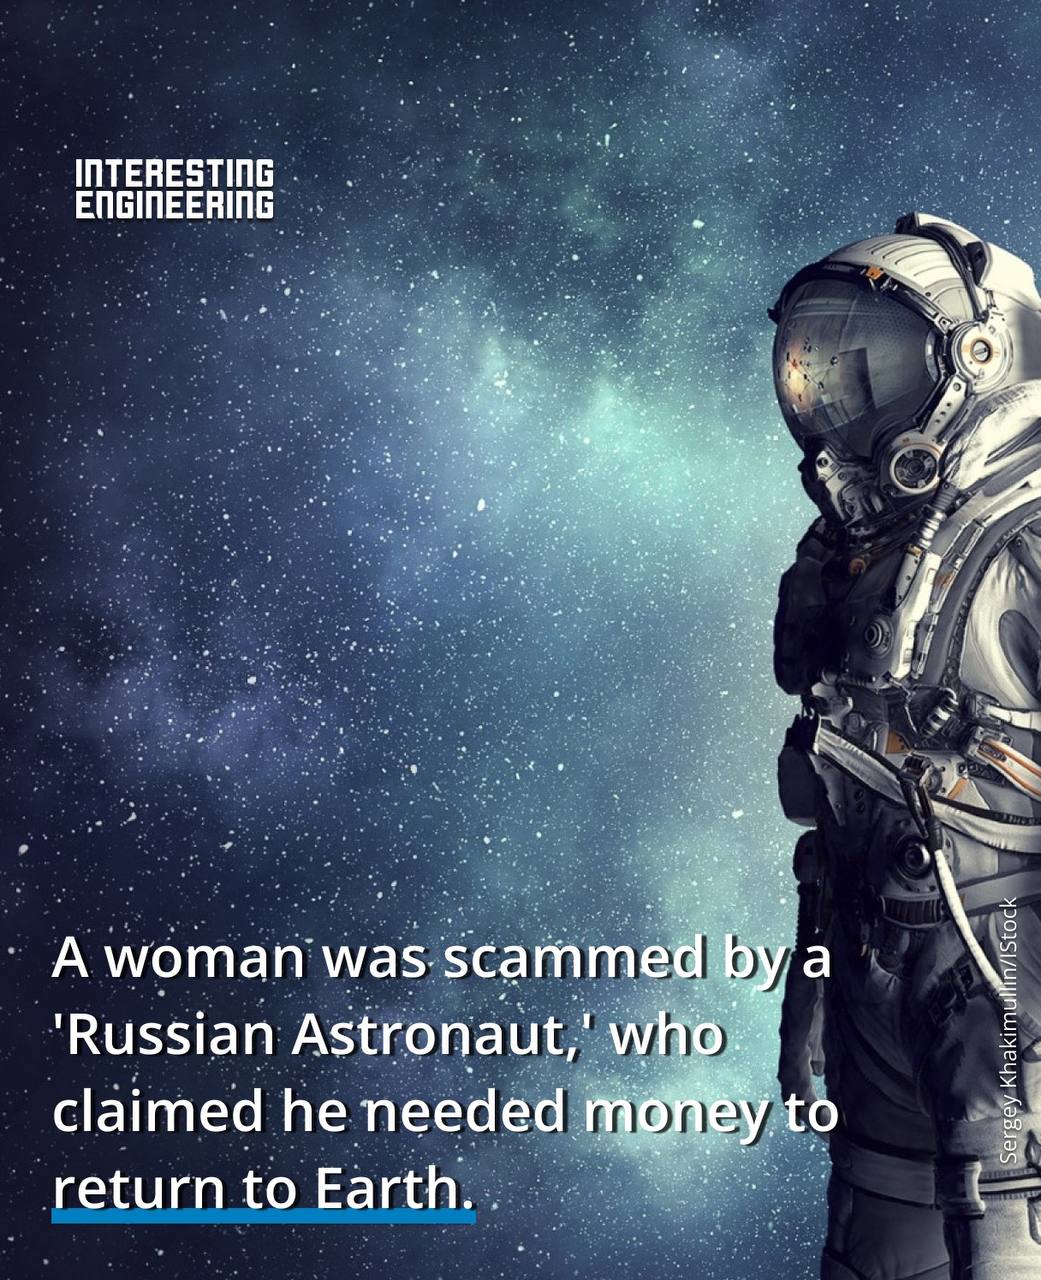 INTERESTING
ENGINEERING
A woman was scammed by a
'Russian Astronaut,' who
claimed he needed money to
return to Earth.
Sergey Khakimullin/IStock